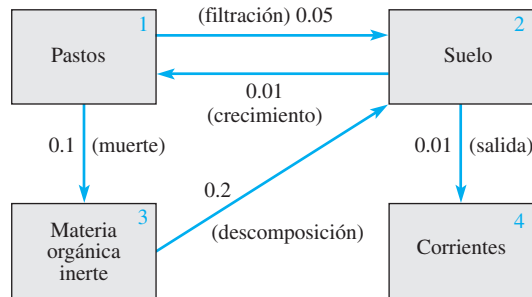 1
Pastos
(filtración) 0.05
2
Suelo
0.01
(crecimiento)
0.1 (muerte)
0.01 (salida)
0.2
(descomposición)
3
Materia
orgánica
inerte
4
Corrientes